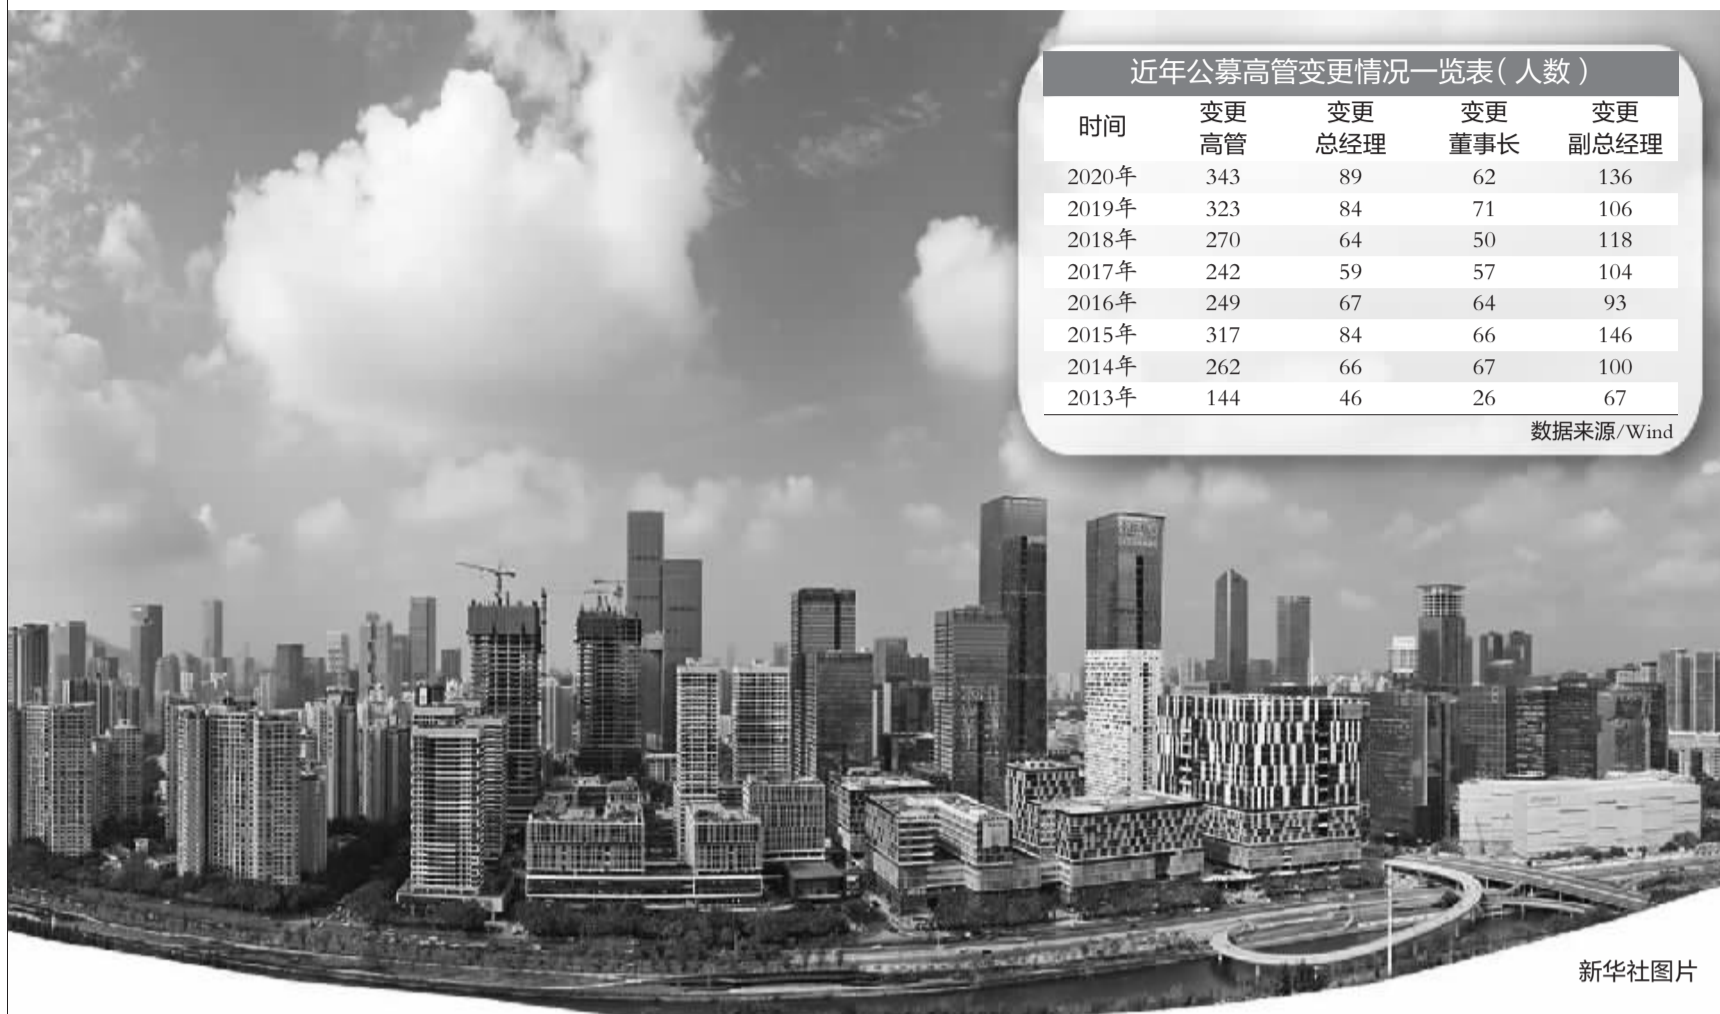 近年公募高管变更情况一览表（人数）
时间 变更高管 变更总经理 变更董事长 变更副总经理
2020年 343 89 62 136
2019年 323 84 71 106
2018年 270 64 50 118
2017年 242 59 57 104
2016年 249 67 64 93
2015年 317 84 66 146
2014年 262 66 67 100
2013年 144 46 26 67
数据来源/Wind
新华社图片